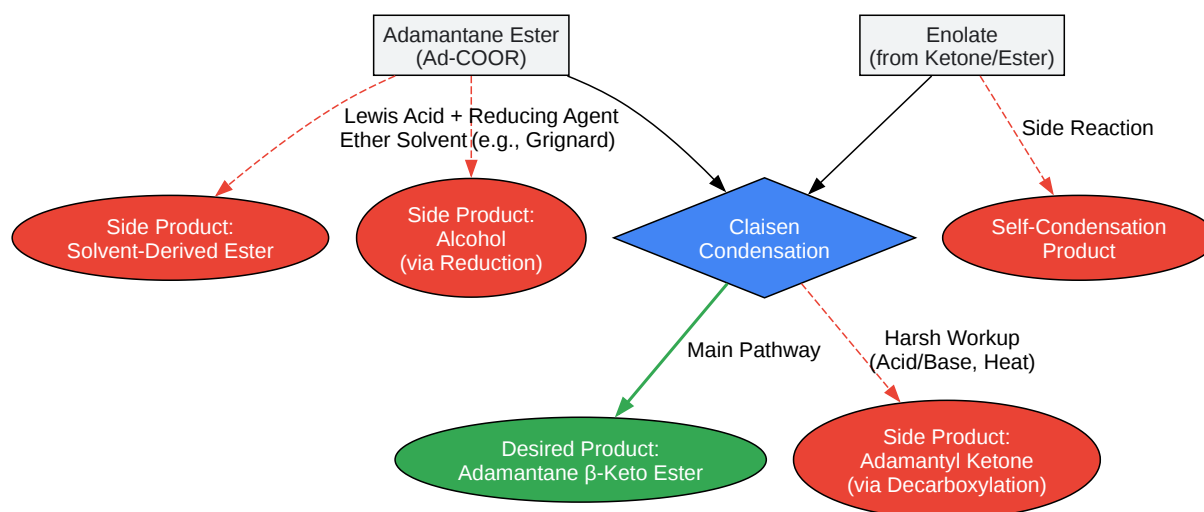 Adamantane Ester
(Ad-COOR)
Enolate
(from Ketone/Ester)
Lewis Acid + Reducing Agent
Ether Solvent (e.g., Grignard)
Side Reaction
Side Product:
Solvent-Derived Ester
Side Product:
Alcohol
(via Reduction)
Claisen
Condensation
Self-Condensation
Product
Main Pathway
Harsh Workup
(Acid/Base, Heat)
Desired Product:
Adamantane β-Keto Ester
Side Product:
Adamantyl Ketone
(via Decarboxylation)